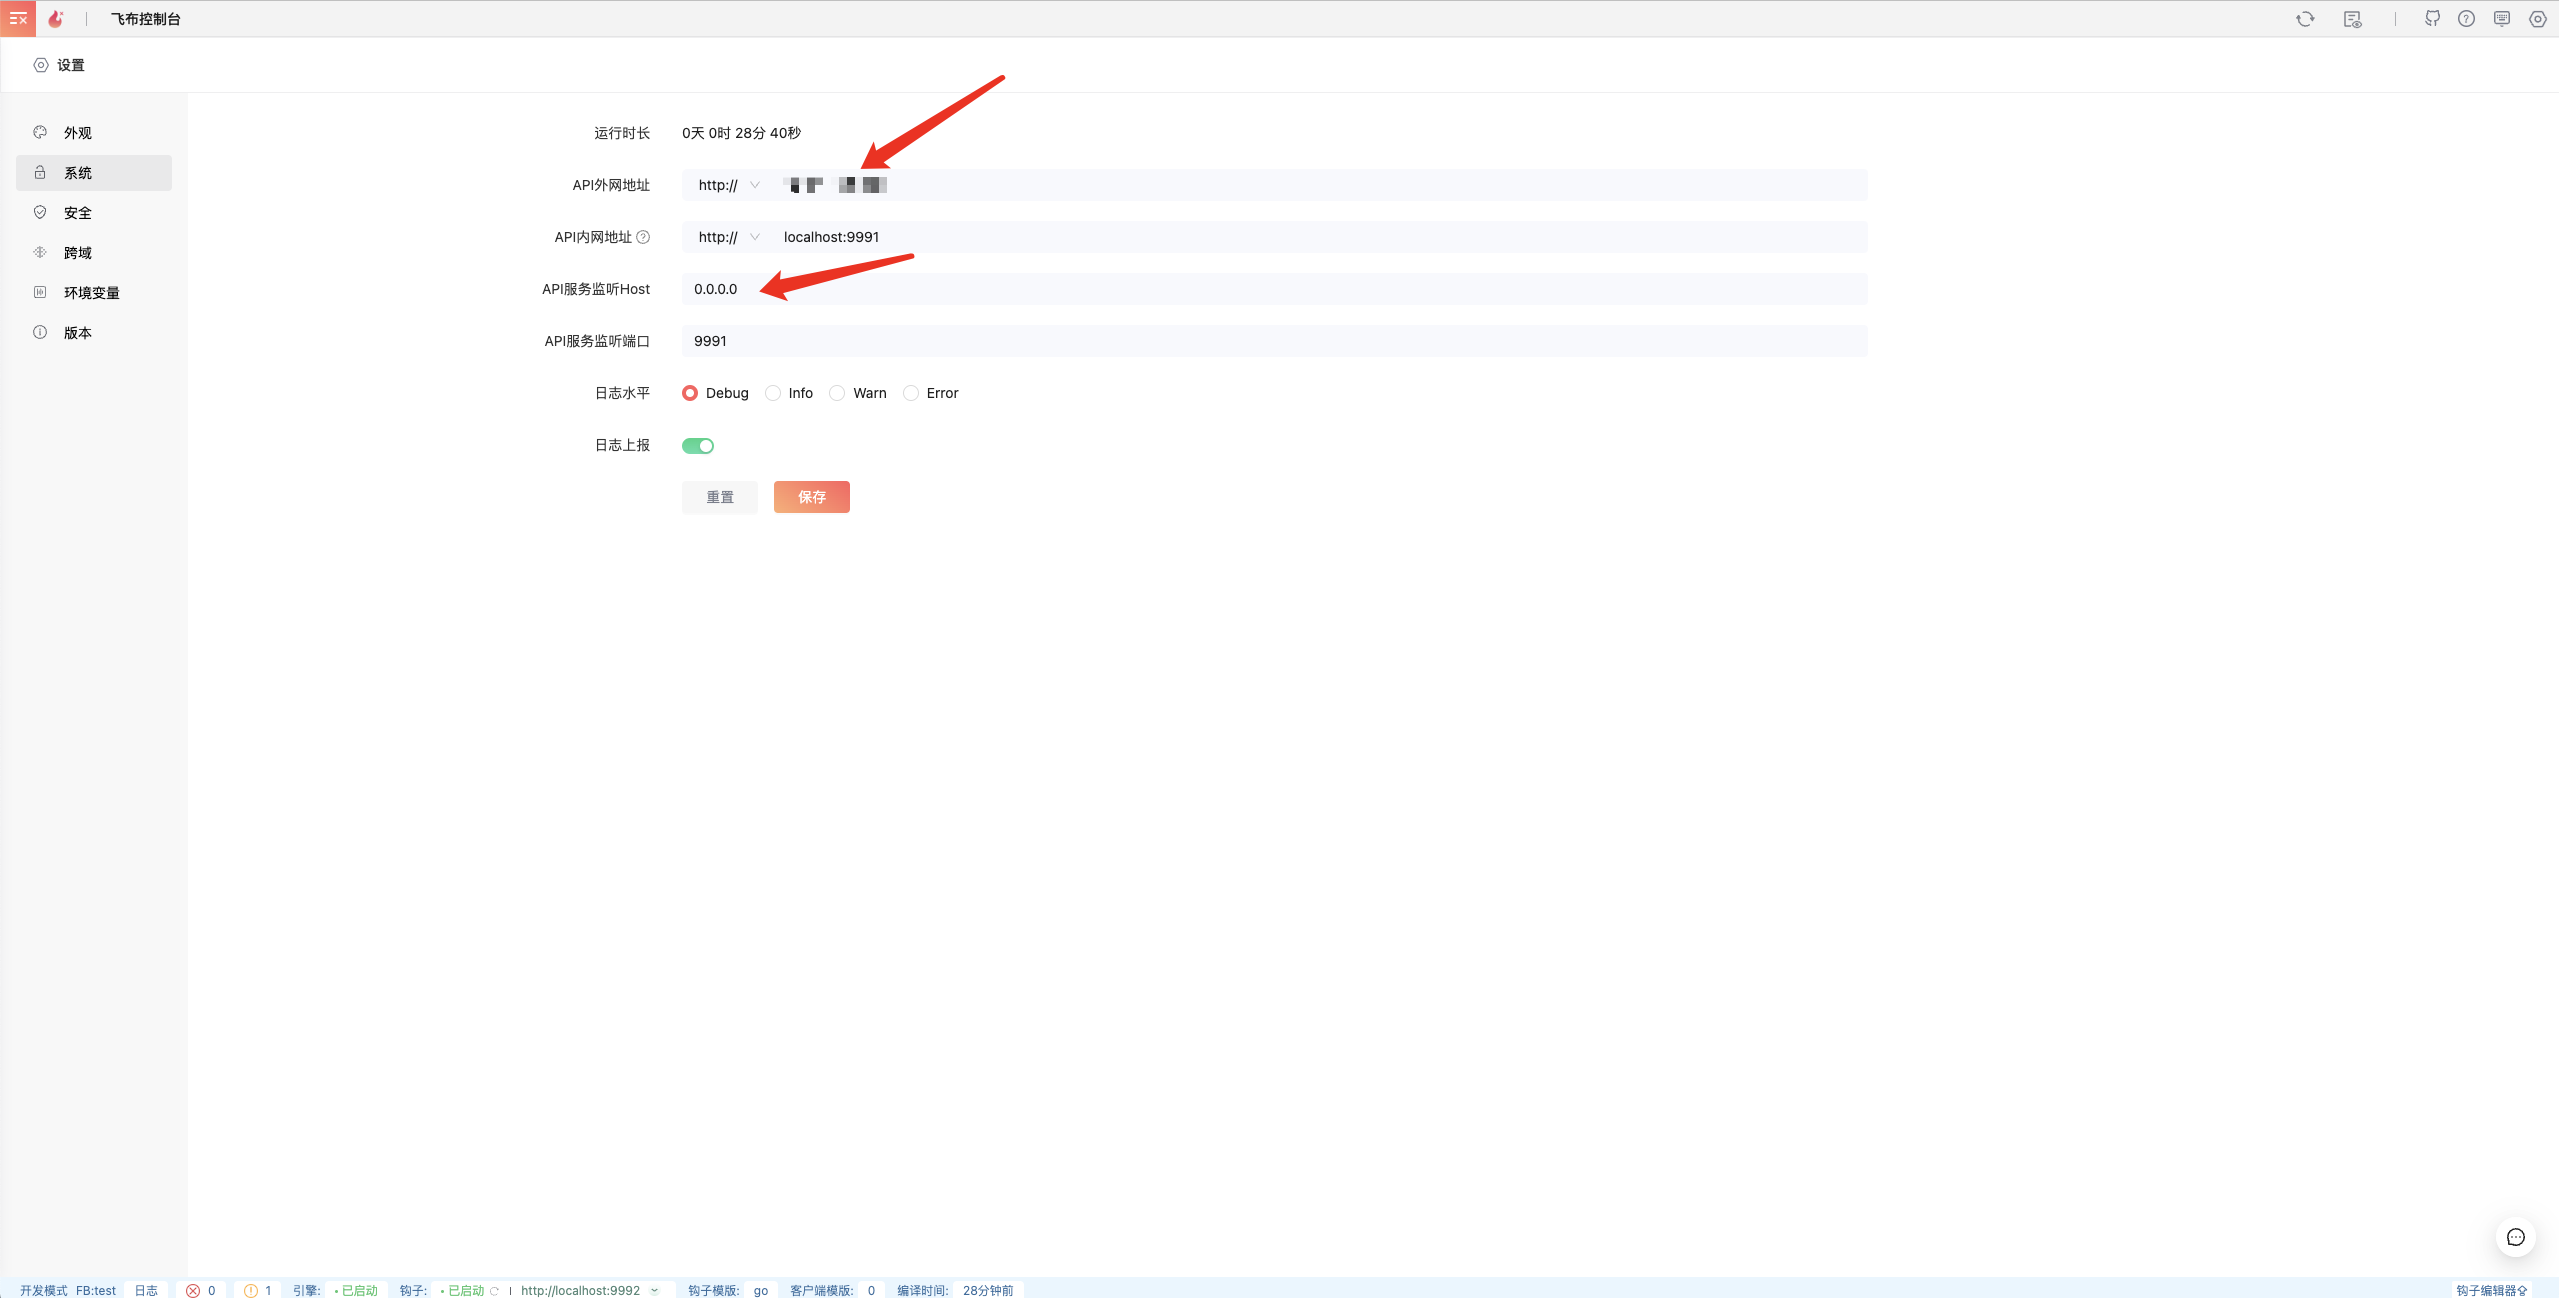 飞布控制台
设置
外观
系统
安全
跨域
环境变量
版本
运行时长 0天 0时 28分 40秒
API外网地址 http://
API内网地址 http:// localhost:9991
API服务监听Host 0.0.0.0
API服务监听端口 9991
日志水平 Debug Info Warn Error
日志上报
重置 保存
开发模式 FB:test 日志 0 1 引擎: 已启动 钩子: 已启动 http://localhost:9992 钩子模版: go 客户端模版: 0 编译时间: 28分钟前 钩子编辑器